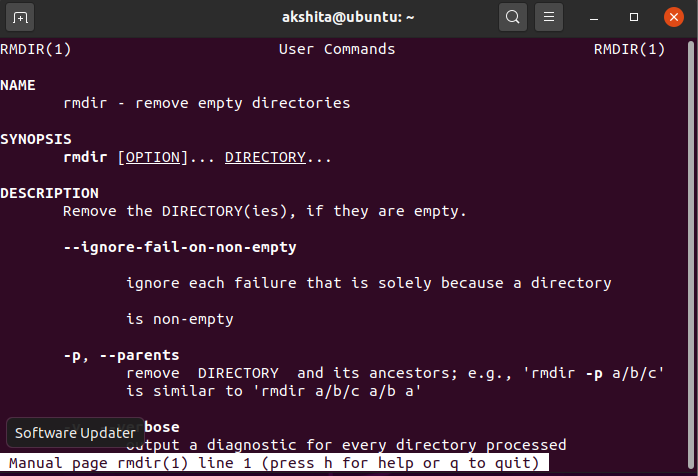 akshita@ubuntu: ~
RMDIR(1) User Commands RMDIR(1)
NAME
rmdir - remove empty directories
SYNOPSIS
rmdir [OPTION]... DIRECTORY...
DESCRIPTION
Remove the DIRECTORY(ies), if they are empty.
--ignore-fail-on-non-empty
ignore each failure that is solely because a directory
is non-empty
-p, --parents
remove DIRECTORY and its ancestors; e.g., 'rmdir -p a/b/c'
is similar to 'rmdir a/b/c a/b a'
bose
Software Updater
output a diagnostic for every directory processed
Manual page rmdir(1) line 1 (press h for help or q to quit)